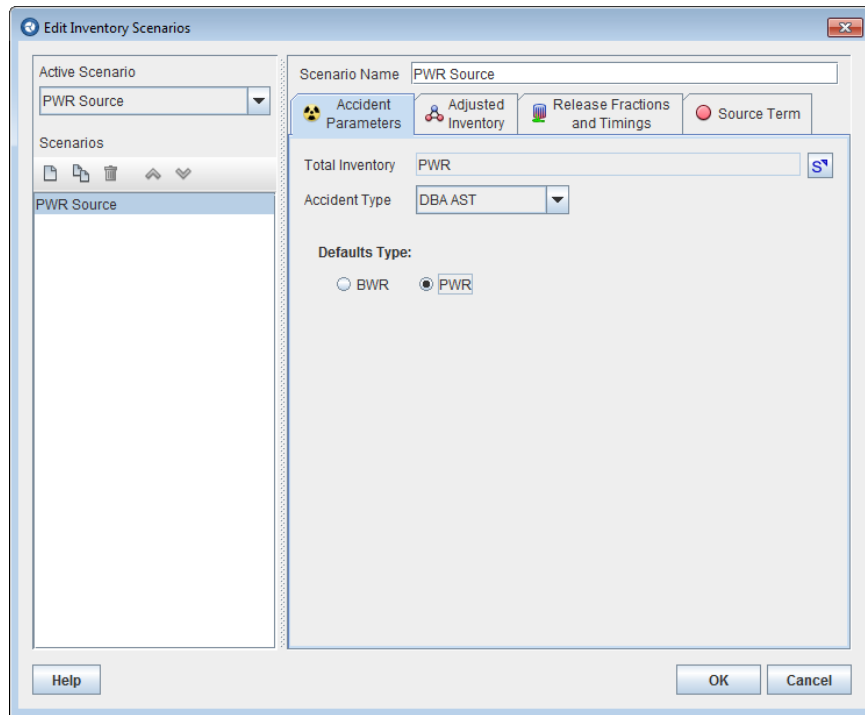 Edit Inventory Scenarios
Active Scenario
PWR Source
Scenarios
PWR Source
Scenario Name PWR Source
Accident Parameters
Adjusted Inventory
Release Fractions and Timings
Source Term
Total Inventory PWR
S
Accident Type DBA AST
Defaults Type:
BWR PWR
Help OK Cancel